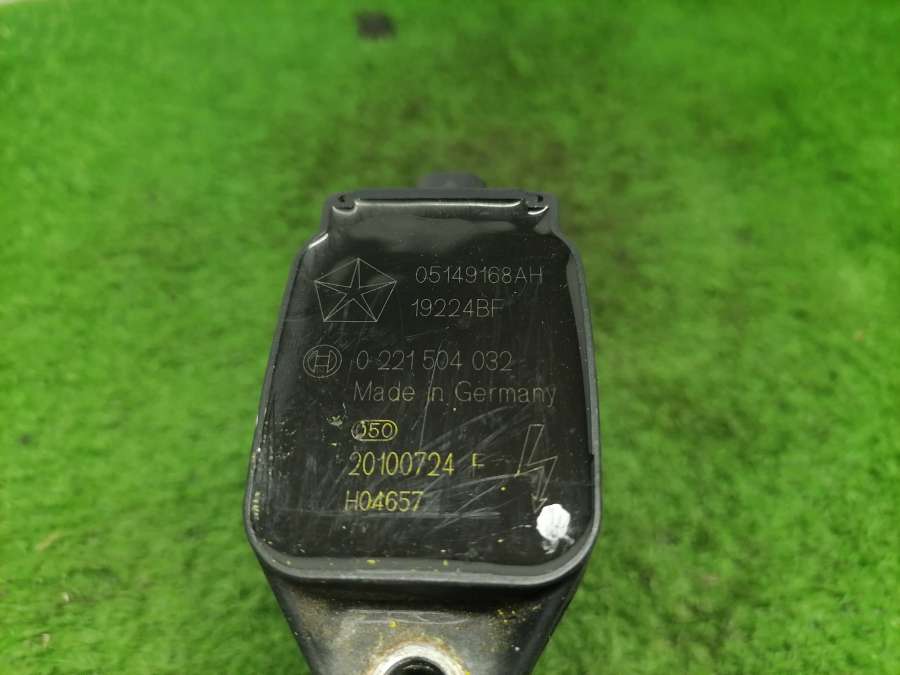 05149168AH
19224BF
0 221 504 032
Made in Germany
050
20100724 F
H04657